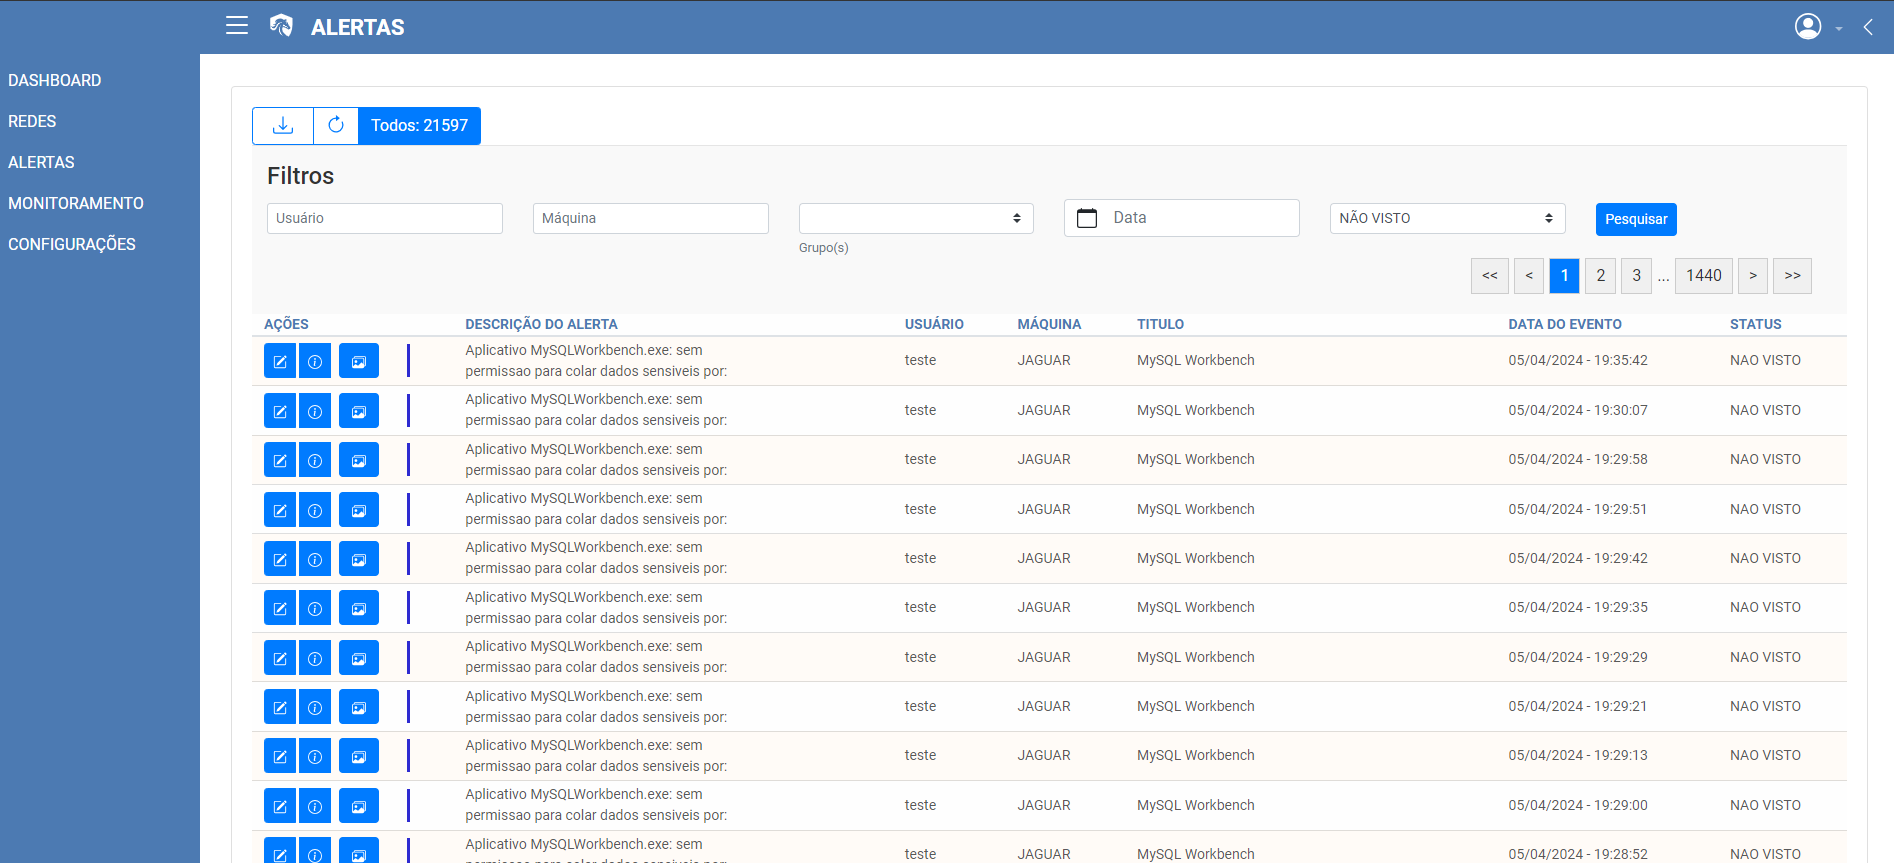 ALERTAS
DASHBOARD
REDES
ALERTAS
MONITORAMENTO
CONFIGURAÇÕES
Todos: 21597
Filtros
Usuário Máquina Data NÃO VISTO Pesquisar
Grupo(s)
<< < 1 2 3 ... 1440 > >>
AÇÕES DESCRIÇÃO DO ALERTA USUÁRIO MÁQUINA TITULO DATA DO EVENTO STATUS
Aplicativo MySQLWorkbench.exe: sem
permissao para colar dados sensiveis por:
teste JAGUAR MySQL Workbench 05/04/2024 - 19:35:42 NAO VISTO
Aplicativo MySQLWorkbench.exe: sem
permissao para colar dados sensiveis por:
teste JAGUAR MySQL Workbench 05/04/2024 - 19:30:07 NAO VISTO
Aplicativo MySQLWorkbench.exe: sem
permissao para colar dados sensiveis por:
teste JAGUAR MySQL Workbench 05/04/2024 - 19:29:58 NAO VISTO
Aplicativo MySQLWorkbench.exe: sem
permissao para colar dados sensiveis por:
teste JAGUAR MySQL Workbench 05/04/2024 - 19:29:51 NAO VISTO
Aplicativo MySQLWorkbench.exe: sem
permissao para colar dados sensiveis por:
teste JAGUAR MySQL Workbench 05/04/2024 - 19:29:42 NAO VISTO
Aplicativo MySQLWorkbench.exe: sem
permissao para colar dados sensiveis por:
teste JAGUAR MySQL Workbench 05/04/2024 - 19:29:35 NAO VISTO
Aplicativo MySQLWorkbench.exe: sem
permissao para colar dados sensiveis por:
teste JAGUAR MySQL Workbench 05/04/2024 - 19:29:29 NAO VISTO
Aplicativo MySQLWorkbench.exe: sem
permissao para colar dados sensiveis por:
teste JAGUAR MySQL Workbench 05/04/2024 - 19:29:21 NAO VISTO
Aplicativo MySQLWorkbench.exe: sem
permissao para colar dados sensiveis por:
teste JAGUAR MySQL Workbench 05/04/2024 - 19:29:13 NAO VISTO
Aplicativo MySQLWorkbench.exe: sem
permissao para colar dados sensiveis por:
teste JAGUAR MySQL Workbench 05/04/2024 - 19:29:00 NAO VISTO
Aplicativo MySQLWorkbench.exe: sem
teste JAGUAR MySQL Workbench 05/04/2024 - 19:28:52 NAO VISTO